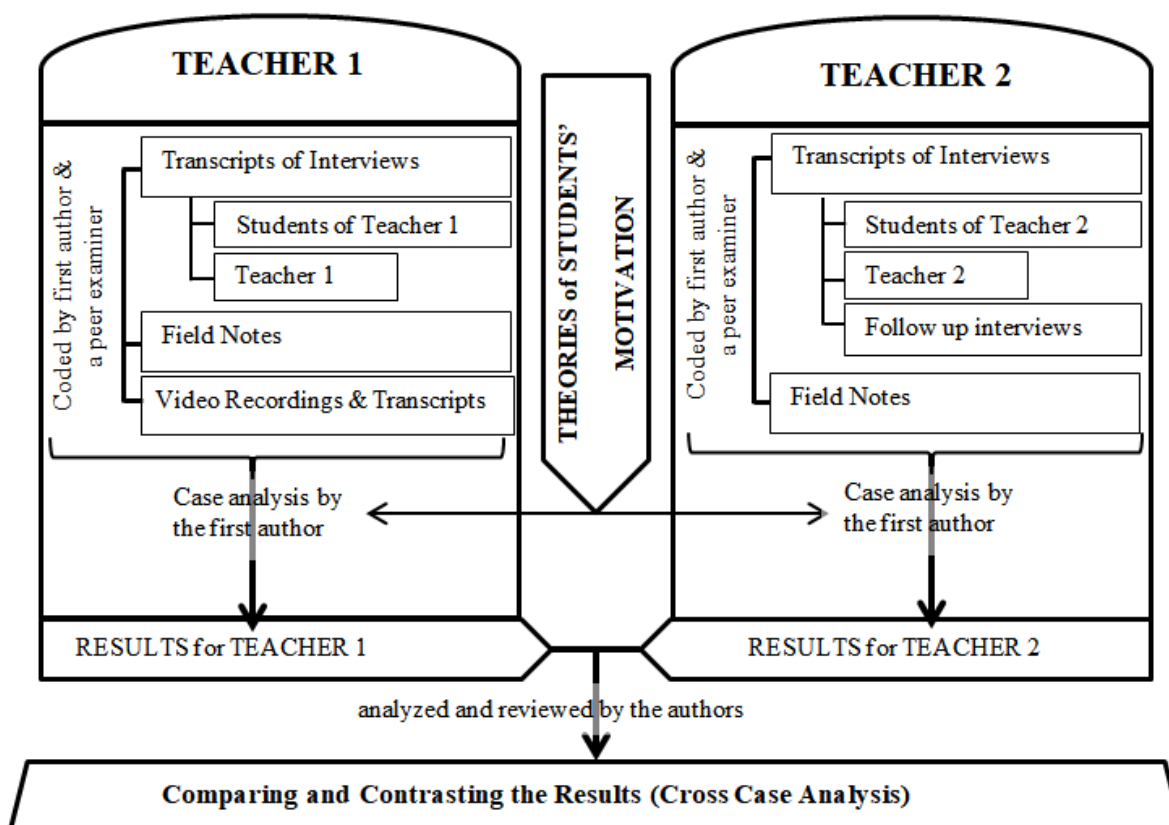 TEACHER 1
Coded by first author &
a peer examiner
Transcripts of Interviews
Students of Teacher 1
Teacher 1
Field Notes
Video Recordings & Transcripts
Case analysis by
the first author
RESULTS for TEACHER 1
THEORIES of STUDENTS’
MOTIVATION
TEACHER 2
Coded by first author &
a peer examiner
Transcripts of Interviews
Students of Teacher 2
Teacher 2
Follow up interviews
Field Notes
Case analysis by
the first author
RESULTS for TEACHER 2
analyzed and reviewed by the authors
Comparing and Contrasting the Results (Cross Case Analysis)